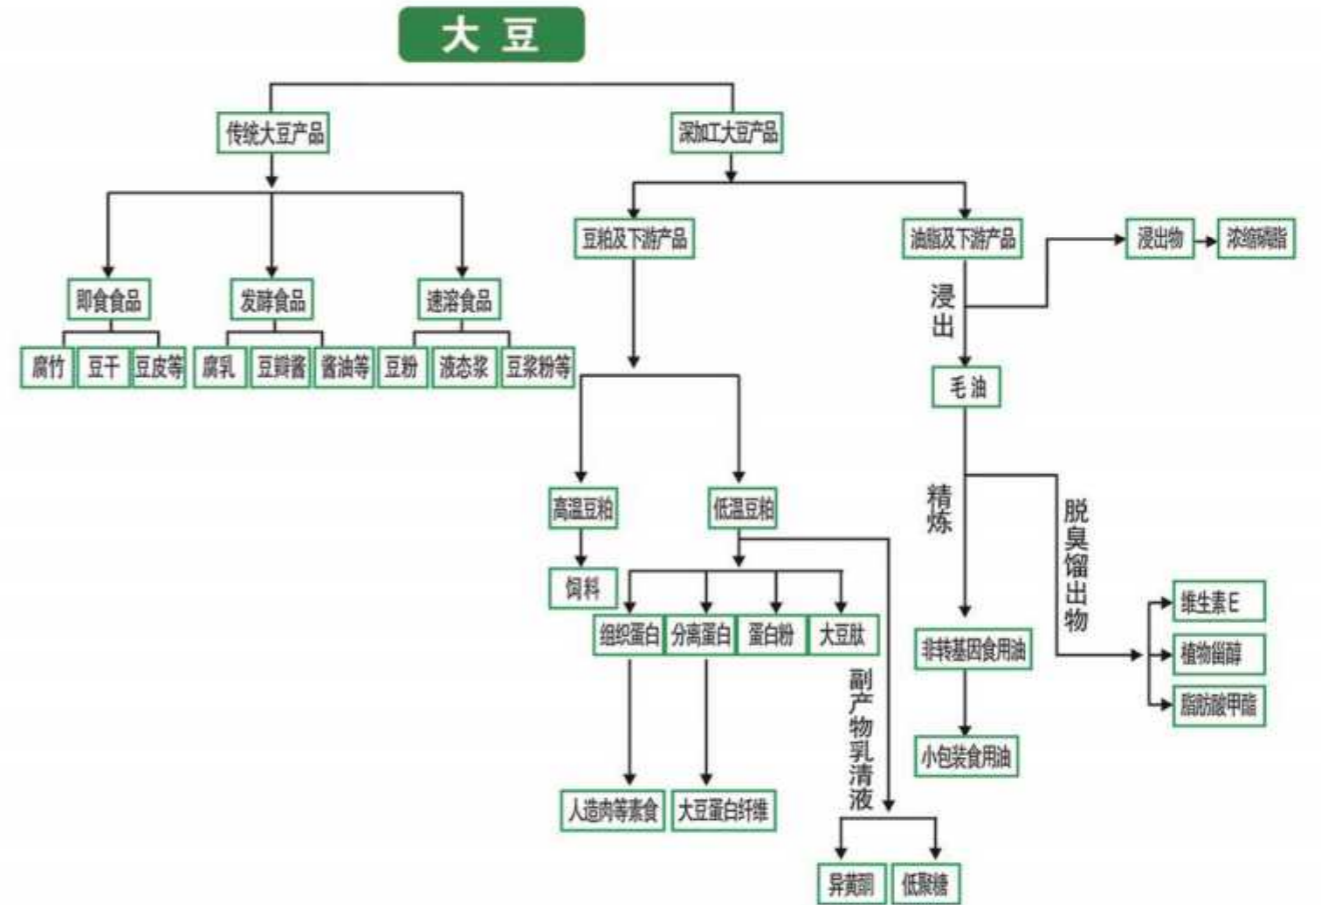 大 豆
传统大豆产品
深加工大豆产品
豆粕及下游产品
油脂及下游产品
浸出物
浓缩磷脂
即食食品
发酵食品
速溶食品
浸出
腐竹
豆干
豆皮等
腐乳
豆瓣酱
酱油等
豆粉
液态浆
豆浆粉等
毛 油
高温豆粕
低温豆粕
精炼
脱臭馏出物
饲料
组织蛋白
分离蛋白
蛋白粉
大豆肽
维生素E
非转基因食用油
植物甾醇
脂肪酸甲酯
副产物乳清液
小包装食用油
人造肉等素食
大豆蛋白纤维
异黄酮
低聚糖